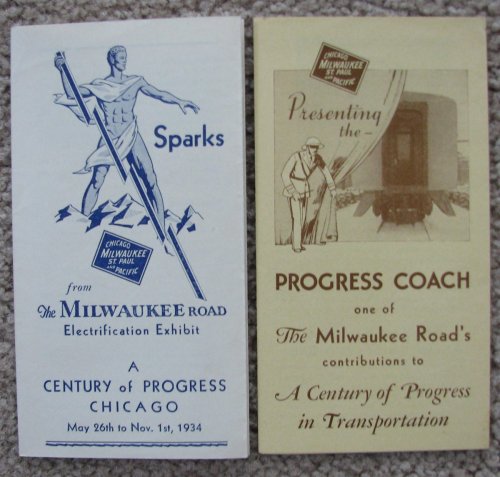 Sparks
CHICAGO
MILWAUKEE
ST. PAUL
AND PACIFIC
from
The MILWAUKEE ROAD
Electrification Exhibit
A
CENTURY of PROGRESS
CHICAGO
May 26th to Nov. 1st, 1934
CHICAGO
MILWAUKEE
ST. PAUL
AND PACIFIC
Presenting
the —
PROGRESS COACH
one of
The Milwaukee Road's
contributions to
A Century of Progress
in Transportation